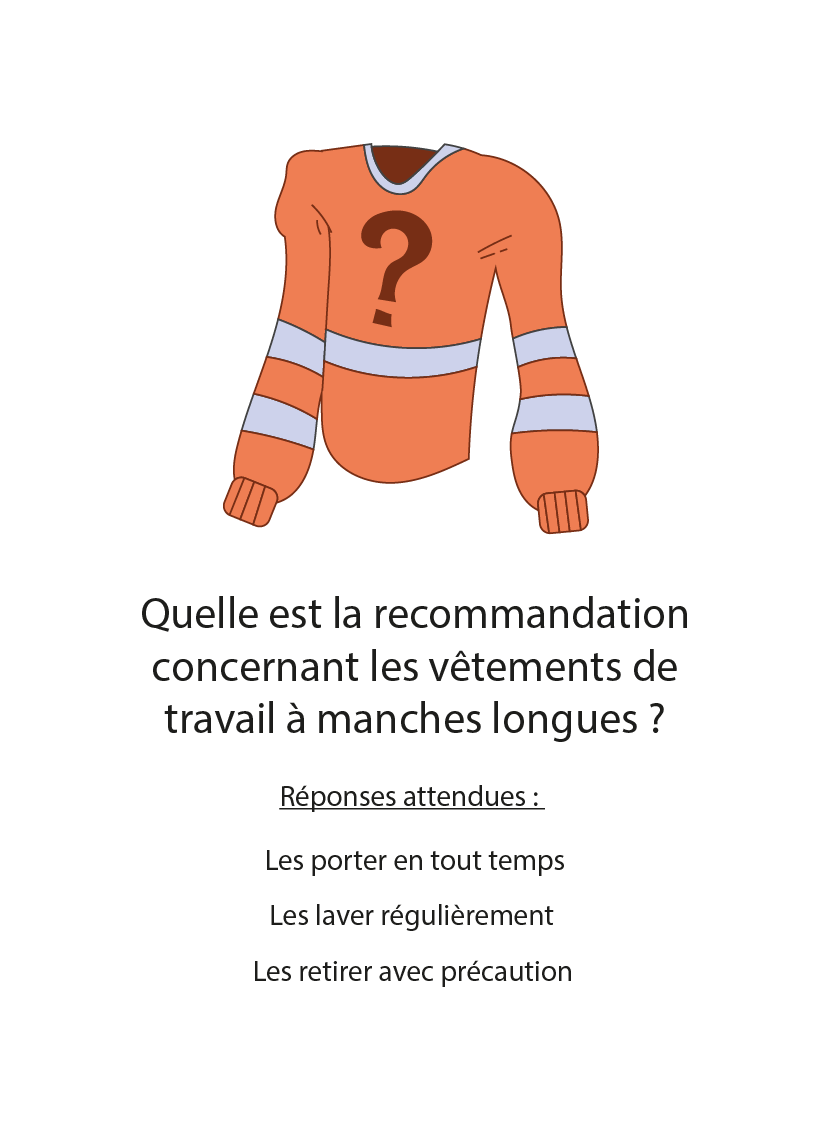 ?
Quelle est la recommandation
concernant les vêtements de
travail à manches longues ?
Réponses attendues :
Les porter en tout temps
Les laver régulièrement
Les retirer avec précaution